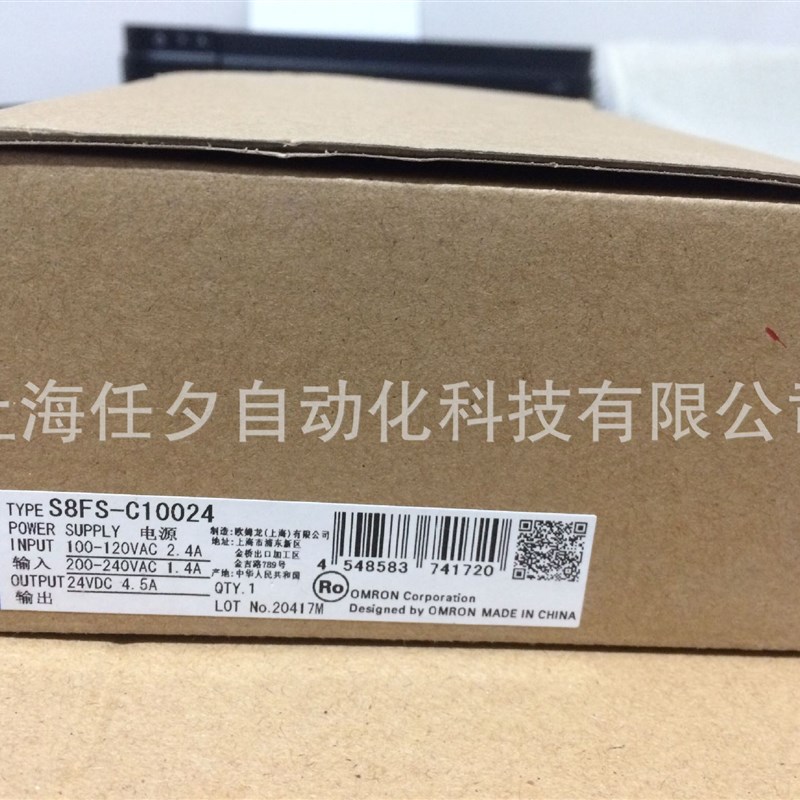 上海任夕自动化科技有限公司
TYPE S8FS-C10024
POWER SUPPLY 电源
INPUT 100-120VAC 2.4A
输入 200-240VAC 1.4A
OUTPUT 24VDC 4.5A
输出
制造: 欧姆龙(上海)有限公司
地址: 上海市浦东新区
金桥出口加工区
金吉路789号
产地: 中华人民共和国
QTY.1
LOT No.20417M
4 548583 741720
Ro
OMRON Corporation
Designed by OMRON MADE IN CHINA